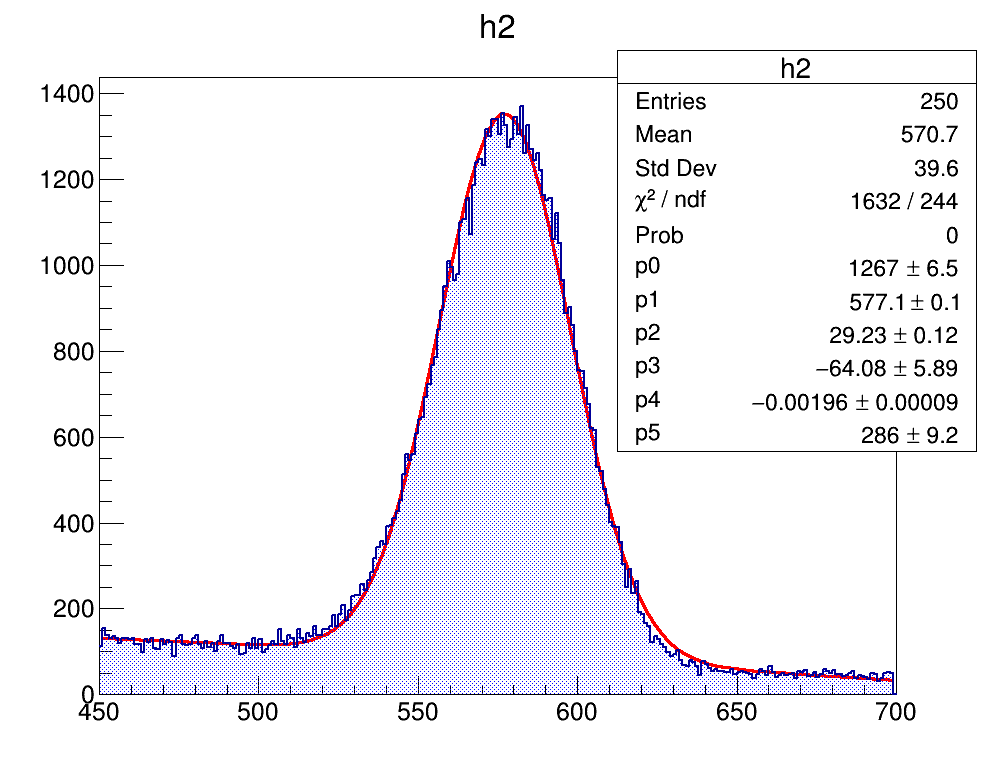 h2
h2
Entries 250
Mean 570.7
Std Dev 39.6
χ² / ndf 1632 / 244
Prob 0
p0 1267 ± 6.5
p1 577.1 ± 0.1
p2 29.23 ± 0.12
p3 −64.08 ± 5.89
p4 −0.00196 ± 0.00009
p5 286 ± 9.2
1400
1200
1000
800
600
400
200
0
450 500 550 600 650 700